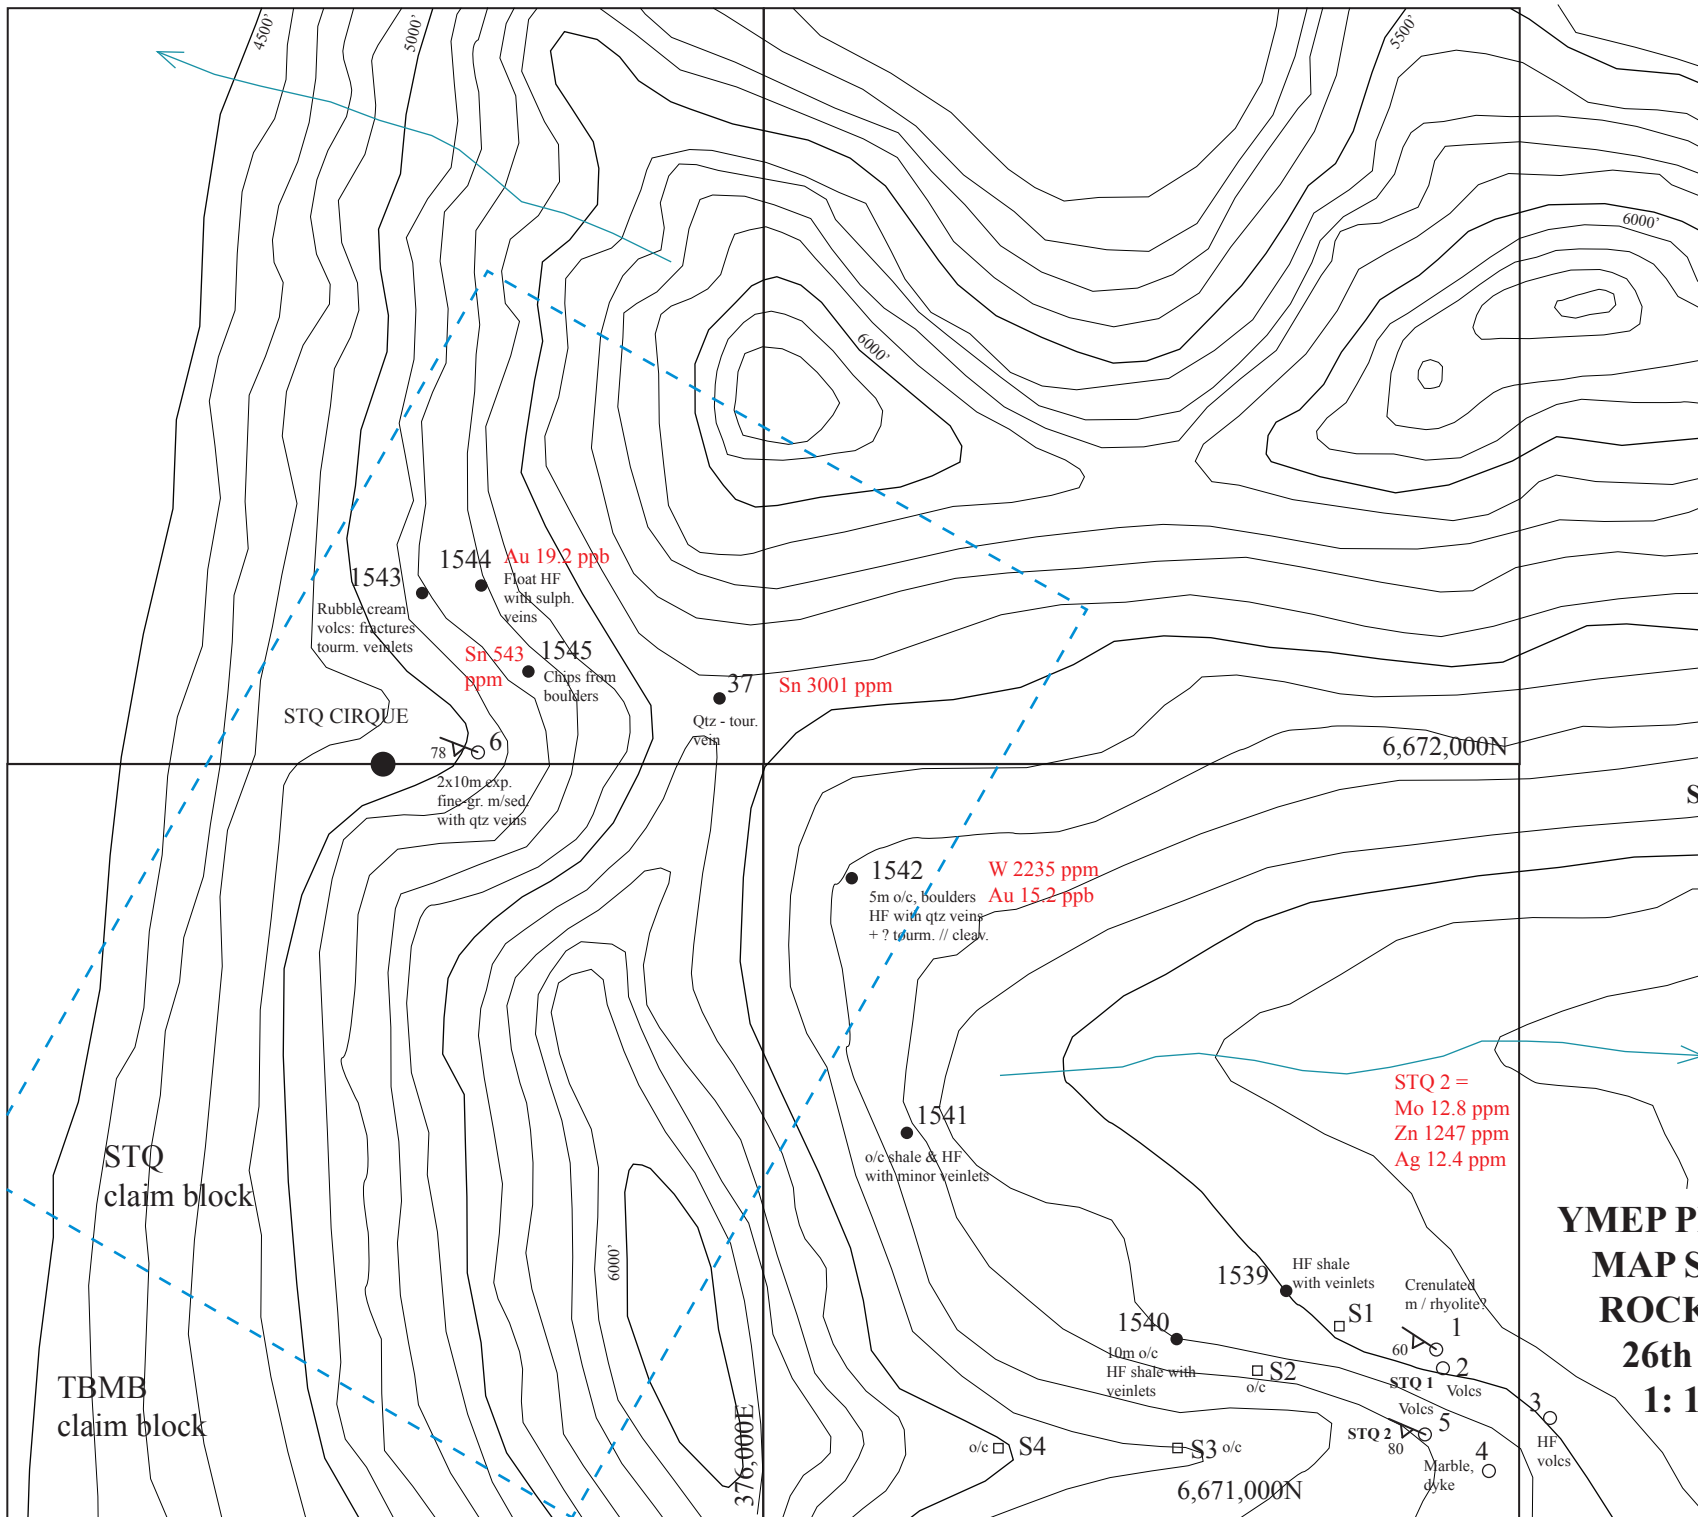 4500'
5000'
5500'
6000'
6000'
1544
Au 19.2 ppb
Float HF
with sulph.
veins
1543
Rubble cream
volcs: fractures
tourm. veinlets
Sn 543
ppm
1545
Chips from
boulders
37
Sn 3001 ppm
Qtz - tour.
vein
STQ CIRQUE
78
6
2x10m exp.
fine-gr. m/sed.
with qtz veins
6,672,000N
S
1542
5m o/c, boulders
HF with qtz veins
+ ? tourm. // cleav.
W 2235 ppm
Au 15.2 ppb
STQ 2 =
Mo 12.8 ppm
Zn 1247 ppm
Ag 12.4 ppm
1541
o/c shale & HF
with minor veinlets
STQ
claim block
6000'
YMEP P
MAP S
ROCK
26th
1: 1
1539
HF shale
with veinlets
S1
Crenulated
m / rhyolite?
1
60
1540
10m o/c
HF shale with
veinlets
S2
o/c
2
STQ 1
Volcs
Volcs
TBMB
claim block
3
HF
volcs
STQ 2
5
80
4
Marble,
dyke
376,000E
o/c
S4
S3
o/c
6,671,000N